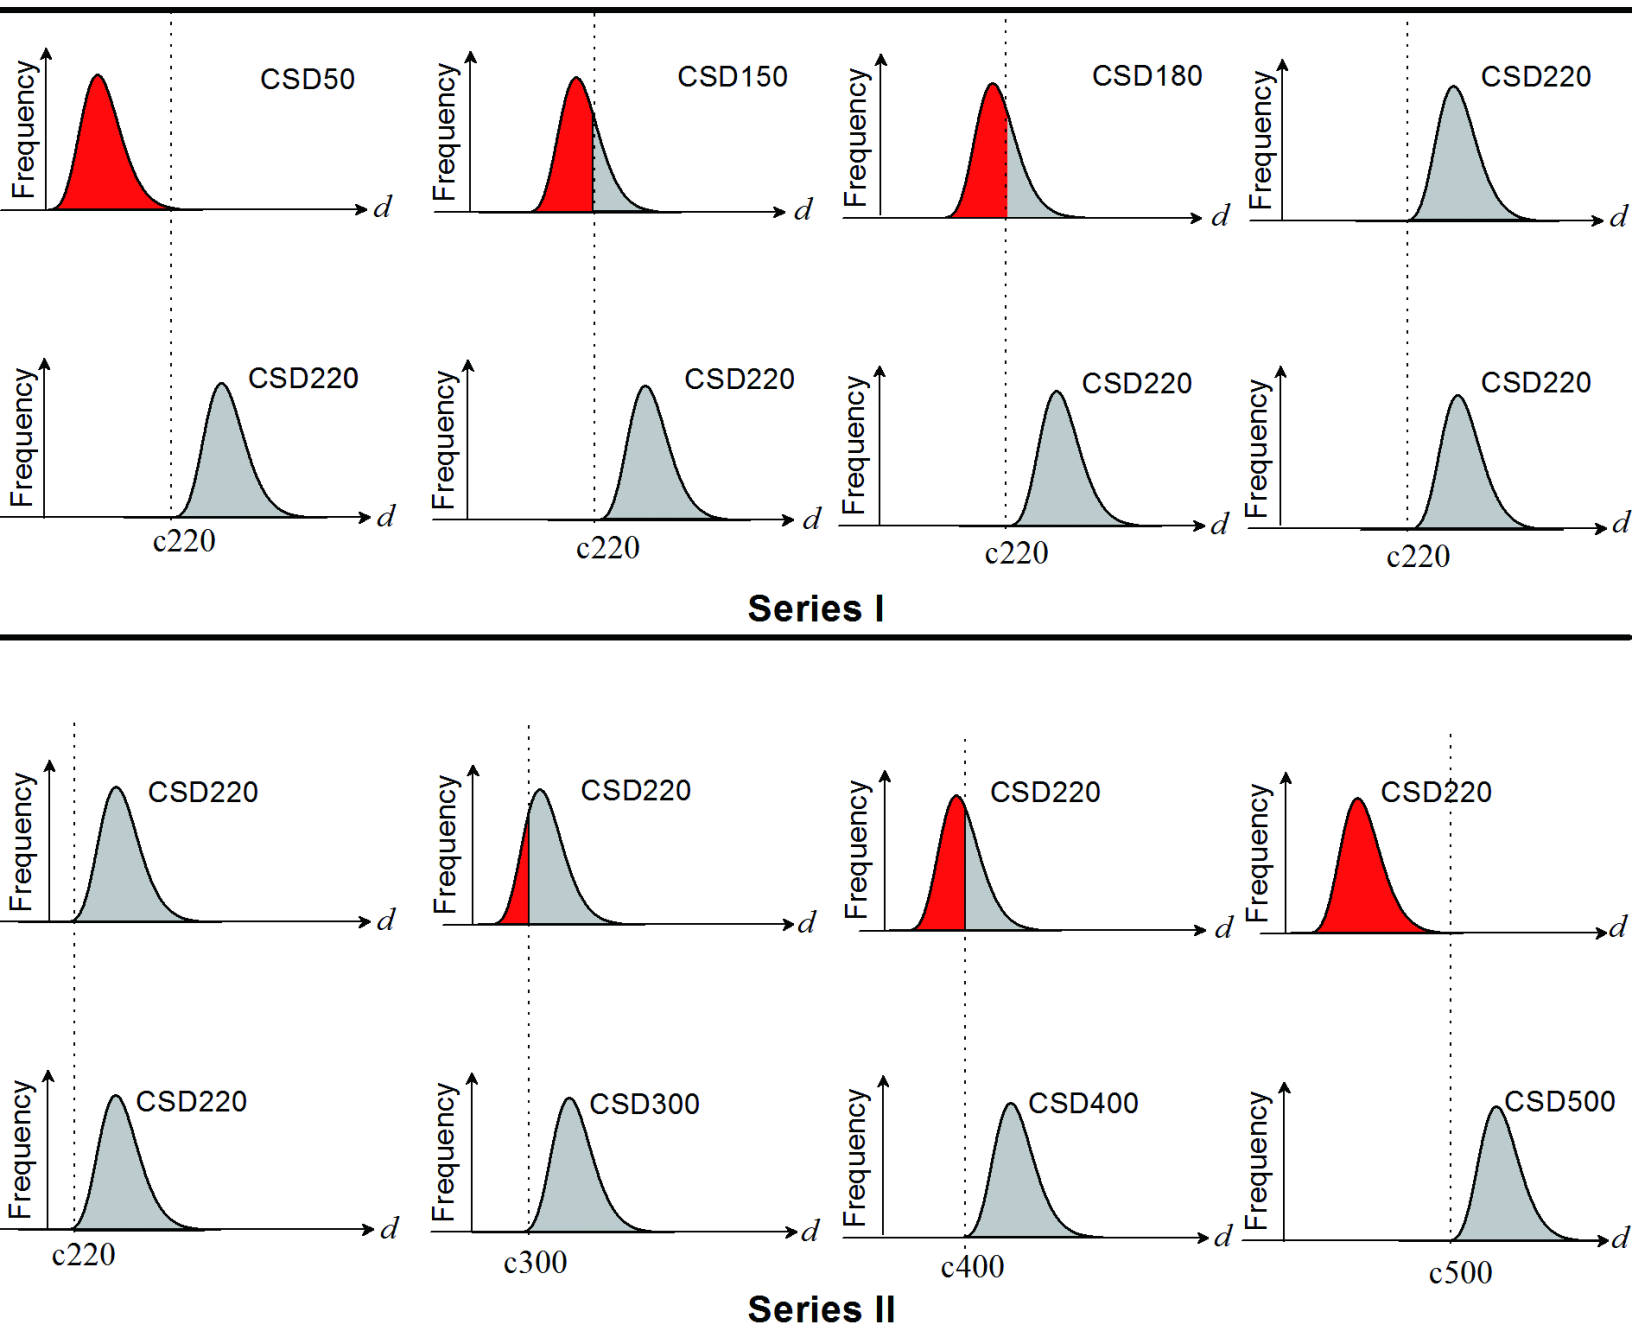 Frequency
CSD50
d
Frequency
CSD150
d
Frequency
CSD180
d
Frequency
CSD220
d
Frequency
CSD220
d
c220
Frequency
CSD220
d
c220
Frequency
CSD220
d
c220
Frequency
CSD220
d
c220
Series I
Frequency
CSD220
d
Frequency
CSD220
d
Frequency
CSD220
d
Frequency
CSD220
d
Frequency
CSD220
d
c220
Frequency
CSD300
d
c300
Frequency
CSD400
d
c400
Frequency
CSD500
d
c500
Series II